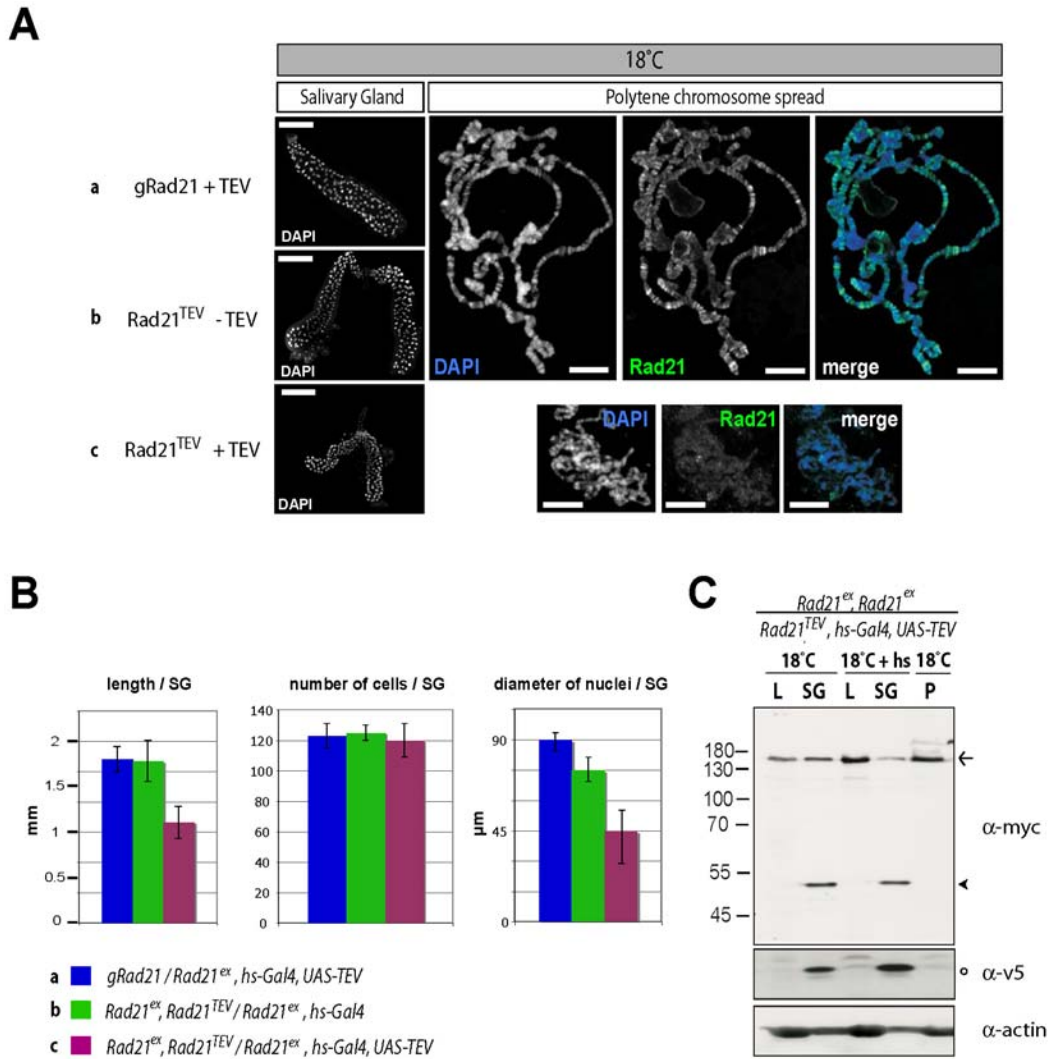 A
18°C
Salivary Gland
Polytene chromosome spread
a gRad21 + TEV
DAPI
DAPI
Rad21
merge
b Rad21TEV - TEV
DAPI
c Rad21TEV + TEV
DAPI
DAPI
Rad21
merge
B
length / SG
mm
2
1.5
1
0.5
0
number of cells / SG
140
120
100
80
60
40
20
0
diameter of nuclei / SG
µm
90
45
0
a gRad21 / Rad21ex , hs-Gal4, UAS-TEV
b Rad21ex, Rad21TEV / Rad21ex , hs-Gal4
c Rad21ex, Rad21TEV / Rad21ex , hs-Gal4, UAS-TEV
C
Rad21ex, Rad21ex
Rad21TEV, hs-Gal4, UAS-TEV
18°C 18°C + hs 18°C
L SG L SG P
180
130
100
70
55
45
α-myc
α-v5
α-actin